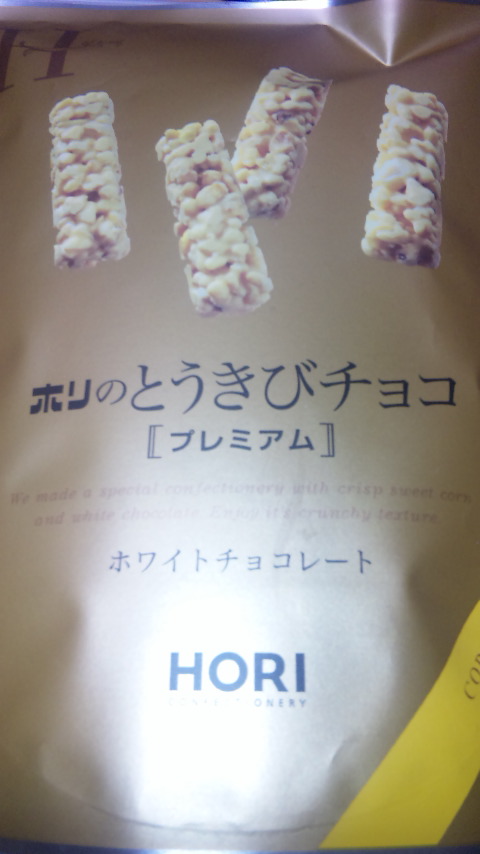 ホリのとうきびチョコ
[プレミアム]
We made a special confectionery with crisp sweet corn
and white chocolate. Enjoy it's crunchy texture.
ホワイトチョコレート
HORI
CONFECTIONERY